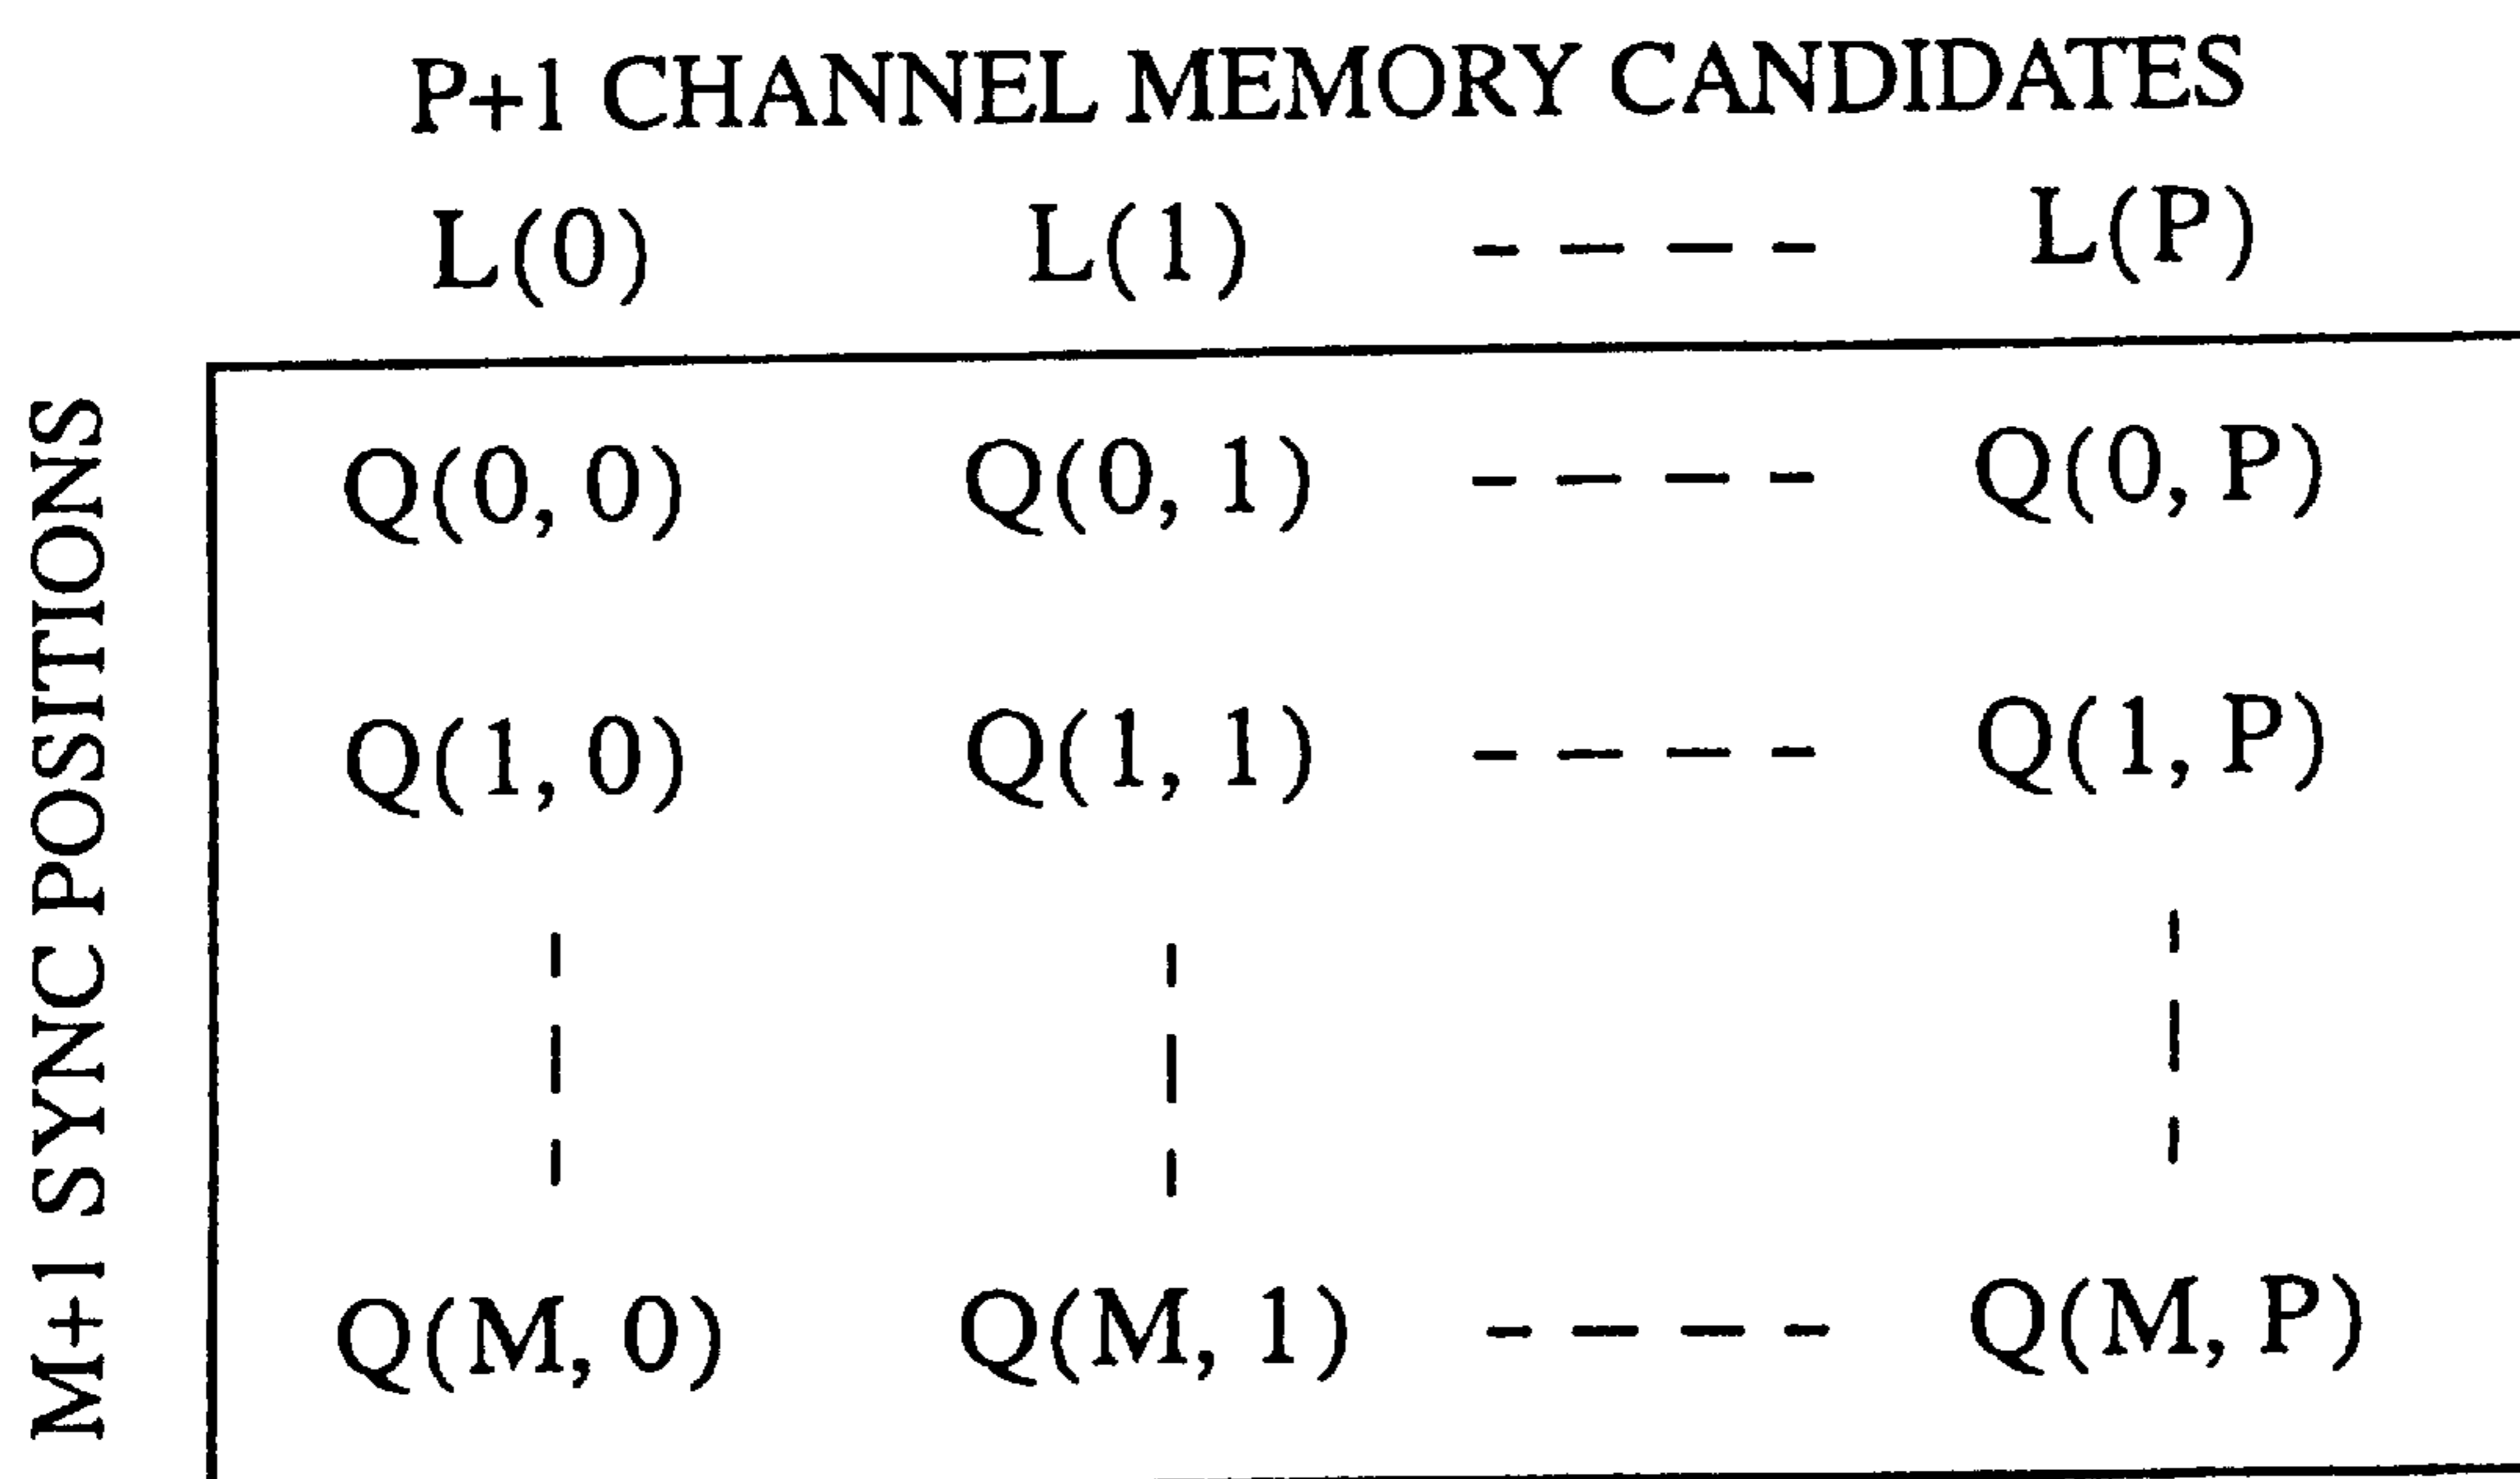 P+1 CHANNEL MEMORY CANDIDATES
L(0) L(1) - - - - L(P)
M+1 SYNC POSITIONS
Q(0, 0) Q(0, 1) - - - - Q(0, P)
Q(1, 0) Q(1, 1) - - - - Q(1, P)
Q(M, 0) Q(M, 1) - - - - Q(M, P)